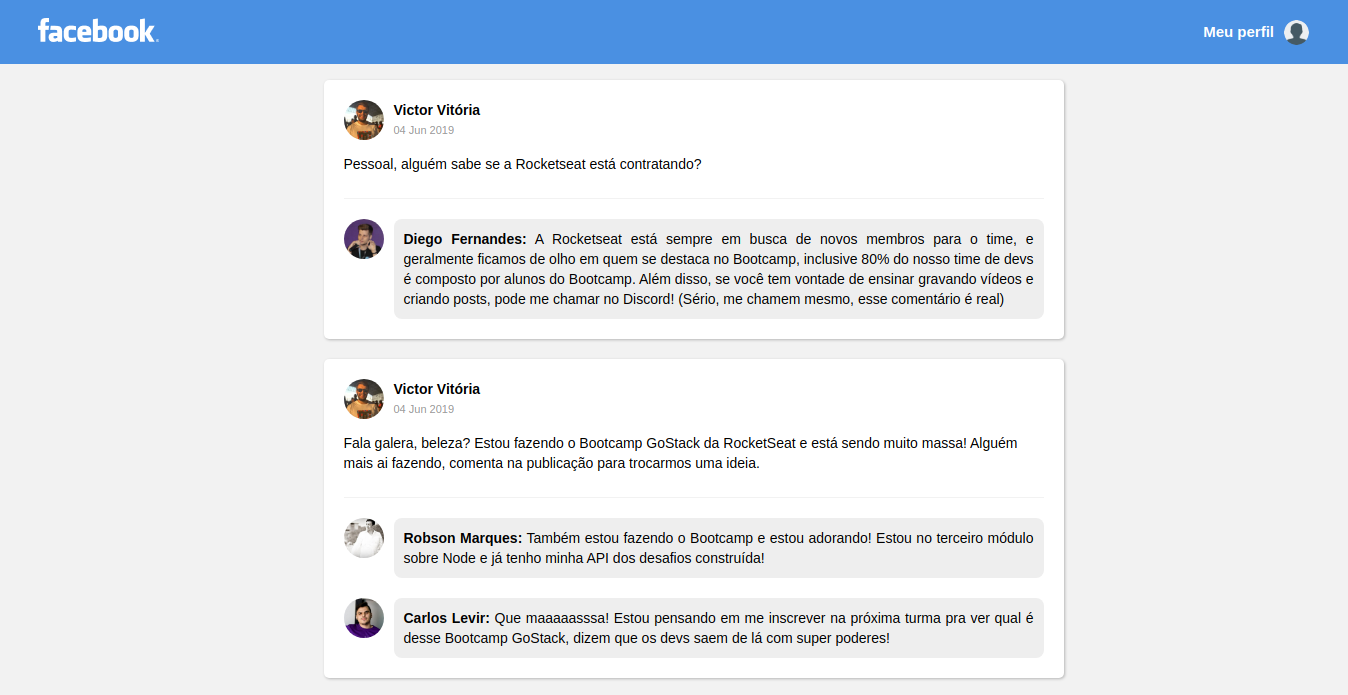 facebook.
Meu perfil
Victor Vitória
04 Jun 2019
Pessoal, alguém sabe se a Rocketseat está contratando?
Diego Fernandes: A Rocketseat está sempre em busca de novos membros para o time, e
geralmente ficamos de olho em quem se destaca no Bootcamp, inclusive 80% do nosso time de devs
é composto por alunos do Bootcamp. Além disso, se você tem vontade de ensinar gravando vídeos e
criando posts, pode me chamar no Discord! (Sério, me chamem mesmo, esse comentário é real)
Victor Vitória
04 Jun 2019
Fala galera, beleza? Estou fazendo o Bootcamp GoStack da RocketSeat e está sendo muito massa! Alguém
mais ai fazendo, comenta na publicação para trocarmos uma ideia.
Robson Marques: Também estou fazendo o Bootcamp e estou adorando! Estou no terceiro módulo
sobre Node e já tenho minha API dos desafios construída!
Carlos Levir: Que maaaaasssa! Estou pensando em me inscrever na próxima turma pra ver qual é
desse Bootcamp GoStack, dizem que os devs saem de lá com super poderes!